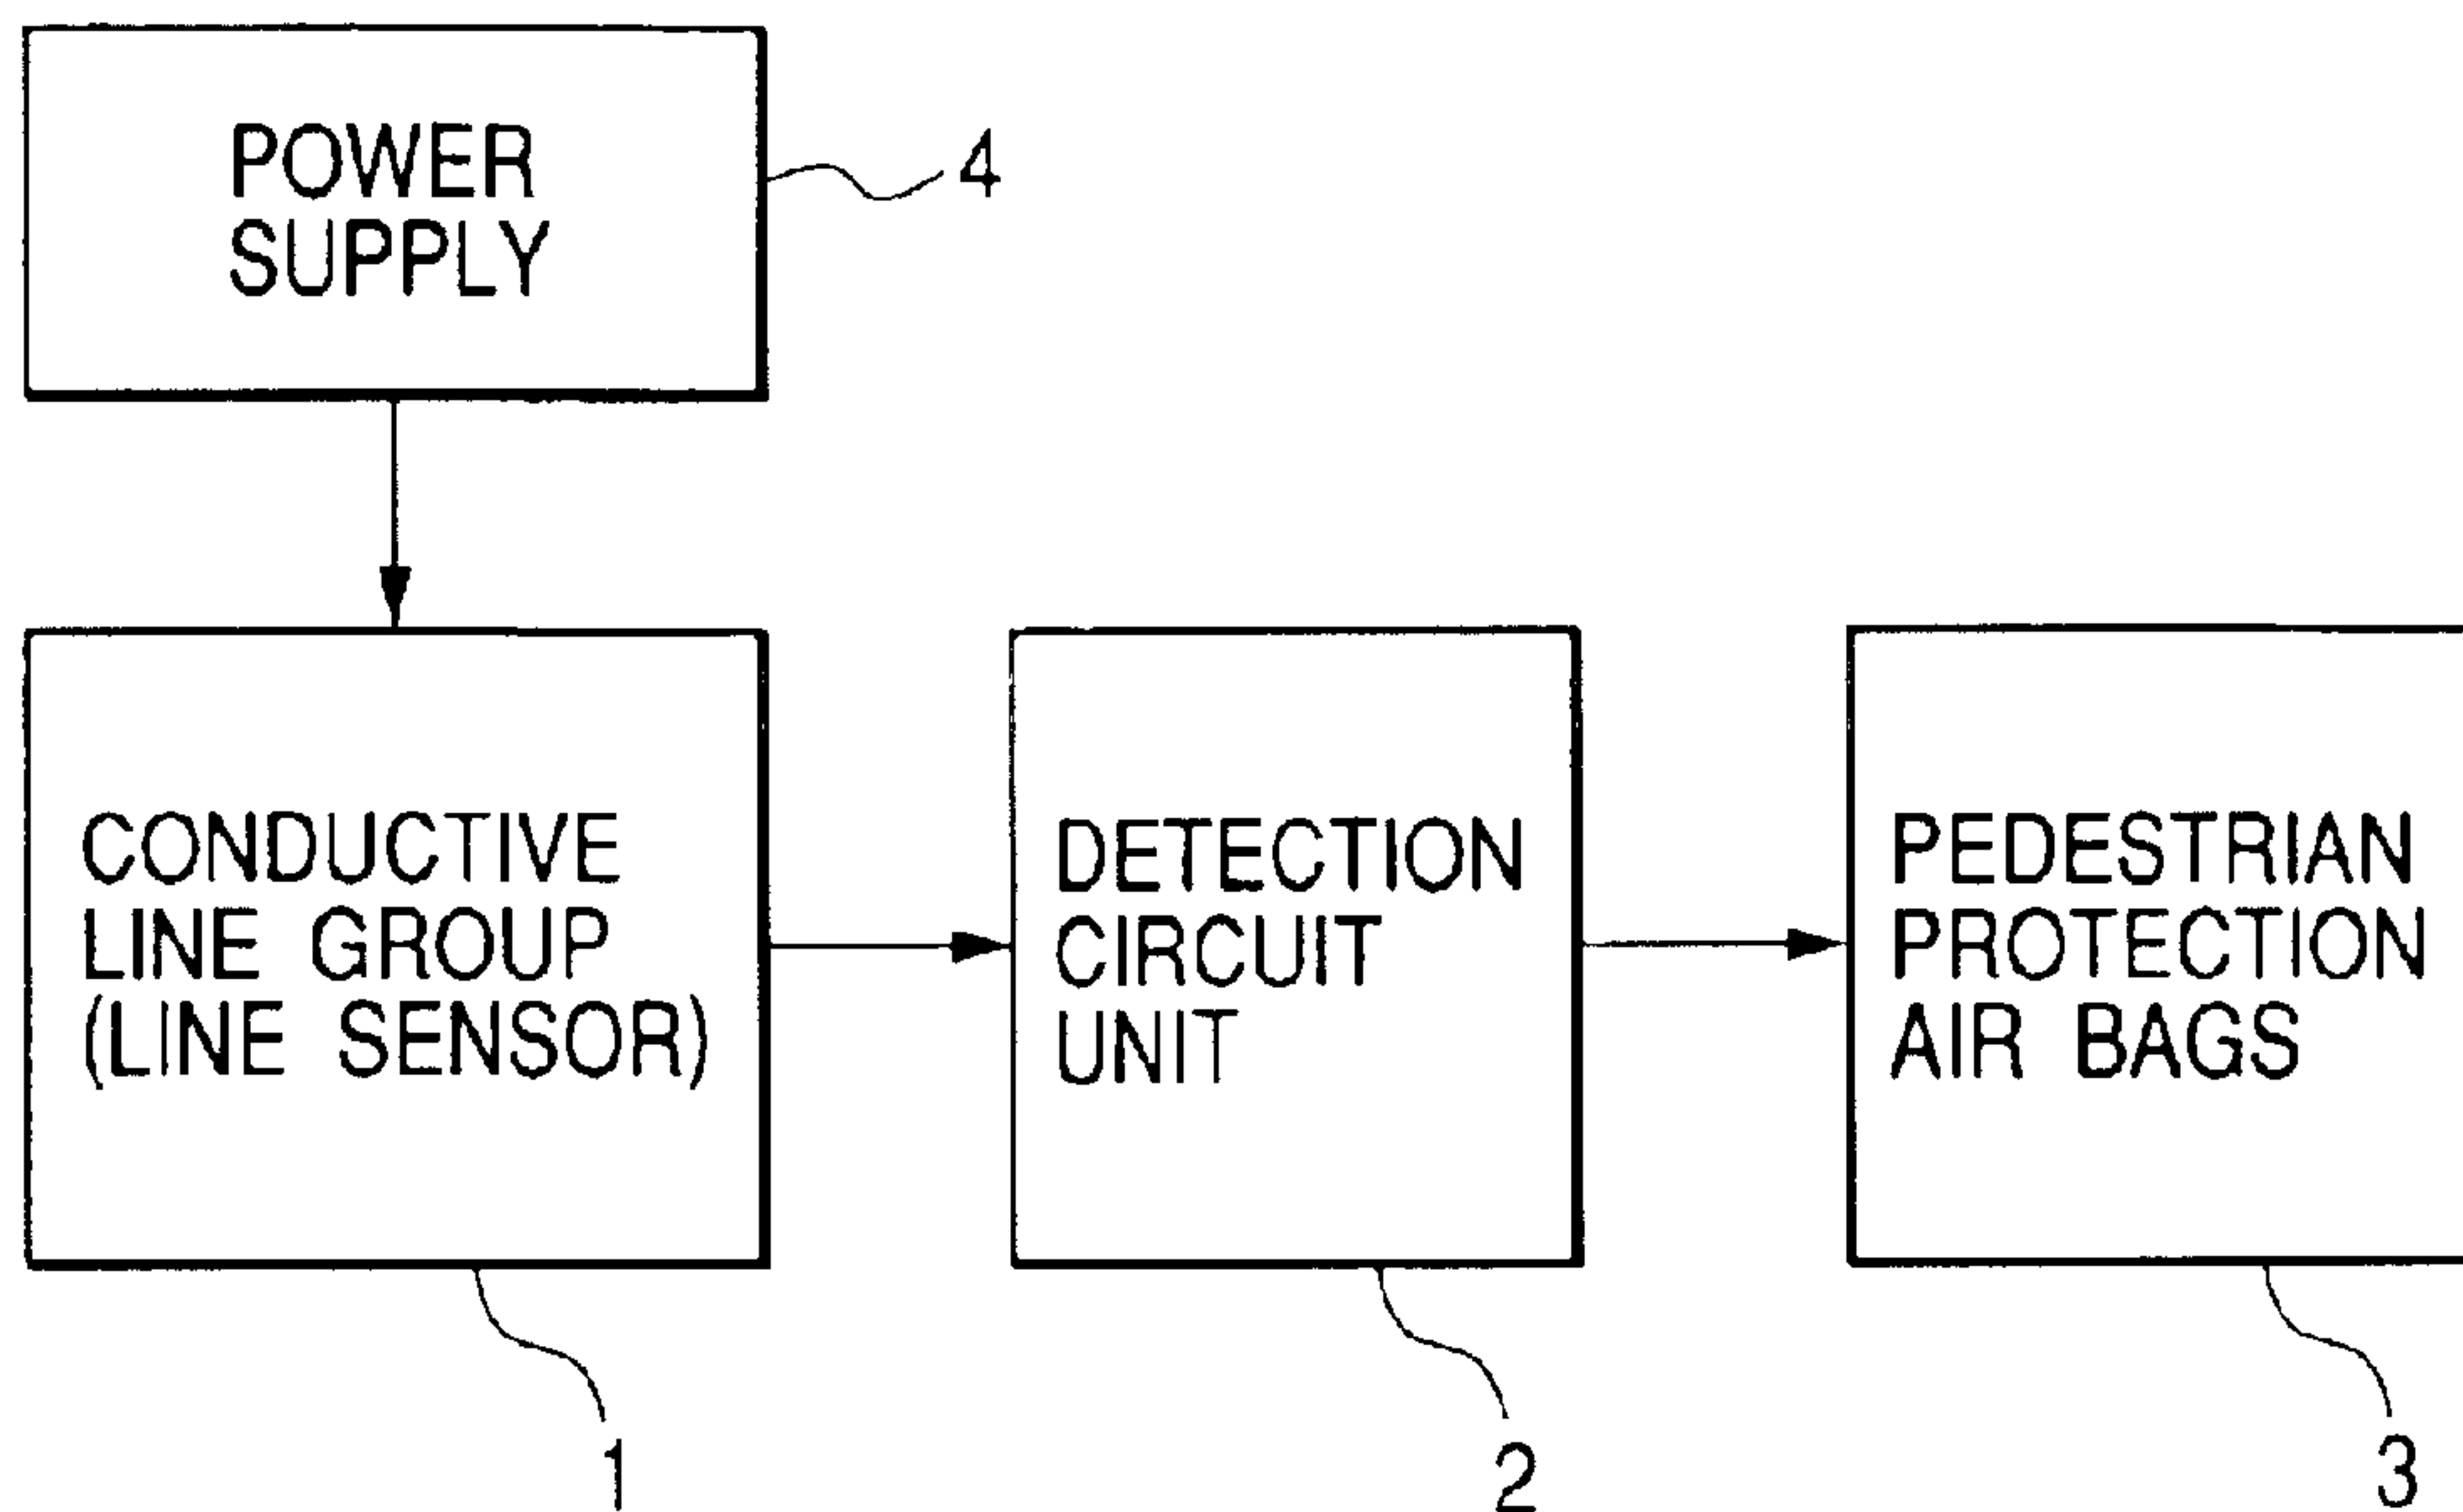 POWER
SUPPLY
4
CONDUCTIVE
LINE GROUP
(LINE SENSOR)
DETECTION
CIRCUIT
UNIT
PEDESTRIAN
PROTECTION
AIR BAGS
1
2
3